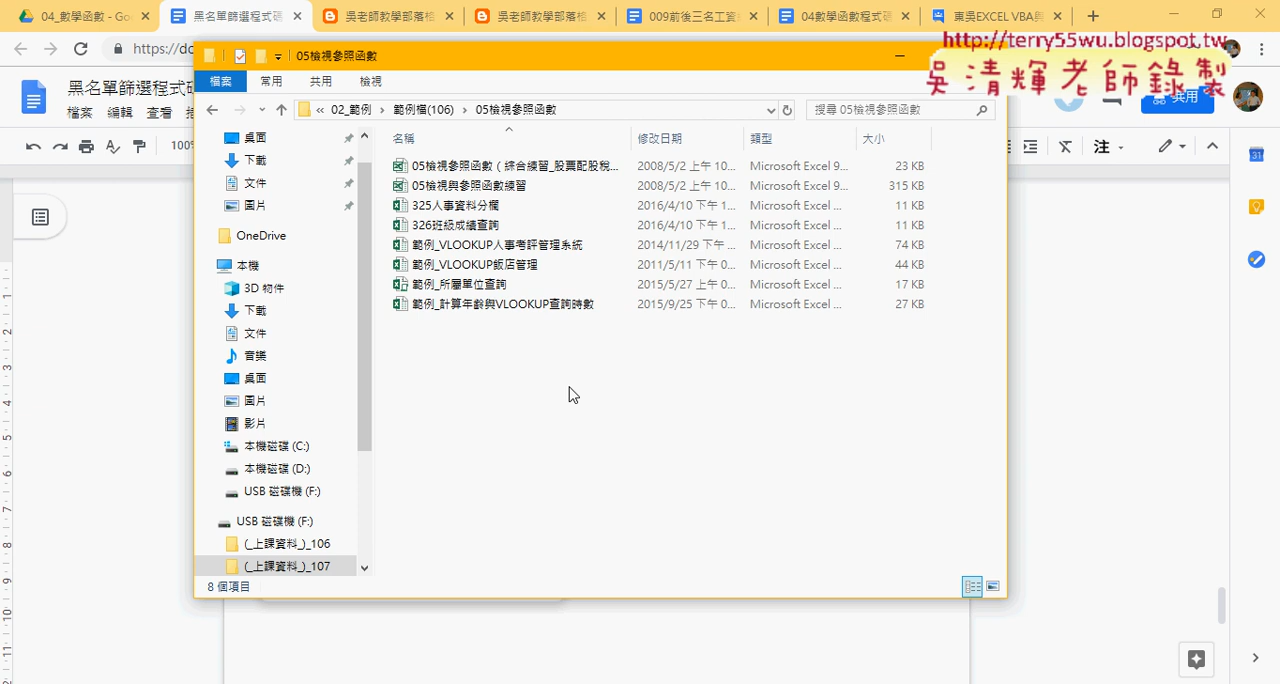 04_數學函數 - Go
黑名單篩選程式碼
吳老師教學部落格
吳老師教學部落格
009前後三名工資
04數學函數程式碼
東吳EXCEL VBA與
https://do
http://terry55wu.blogspot.tw
吳清輝老師錄製
黑名單篩選程式碼
檔案 編輯 查看
共用
100%
注
31
05檢視參照函數
檔案 常用 共用 檢視
« 02_範例 › 範例檔(106) › 05檢視參照函數
搜尋 05檢視參照函數
名稱 修改日期 類型 大小
05檢視參照函數（綜合練習_股票配股稅... 2008/5/2 上午 10... Microsoft Excel 9... 23 KB
05檢視與參照函數練習 2008/5/2 上午 10... Microsoft Excel 9... 315 KB
325人事資料分欄 2016/4/10 下午 1... Microsoft Excel ... 11 KB
326班級成績查詢 2016/4/10 下午 1... Microsoft Excel ... 11 KB
範例_VLOOKUP人事考評管理系統 2014/11/29 下午 ... Microsoft Excel ... 74 KB
範例_VLOOKUP飯店管理 2011/5/11 下午 0... Microsoft Excel ... 44 KB
範例_所屬單位查詢 2015/5/27 上午 0... Microsoft Excel ... 17 KB
範例_計算年齡與VLOOKUP查詢時數 2015/9/25 下午 0... Microsoft Excel ... 27 KB
桌面
下載
文件
圖片
OneDrive
本機
3D 物件
下載
文件
音樂
桌面
圖片
影片
本機磁碟 (C:)
本機磁碟 (D:)
USB 磁碟機 (F:)
USB 磁碟機 (F:)
(_上課資料_)_106
(_上課資料_)_107
8 個項目